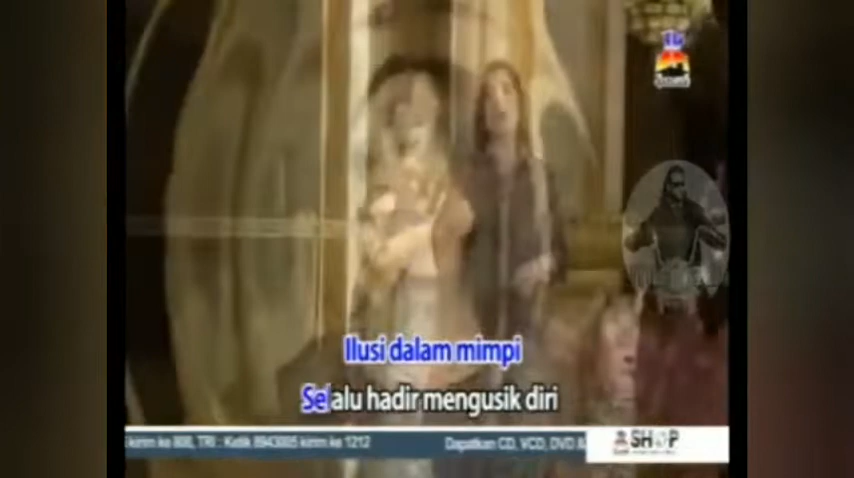 Ilusi dalam mimpi
Selalu hadir mengusik diri
kirim ke 808, TRI : Ketik 8943005 kirim ke 1212
Dapatkan CD, VCD, DVD &
SHOP